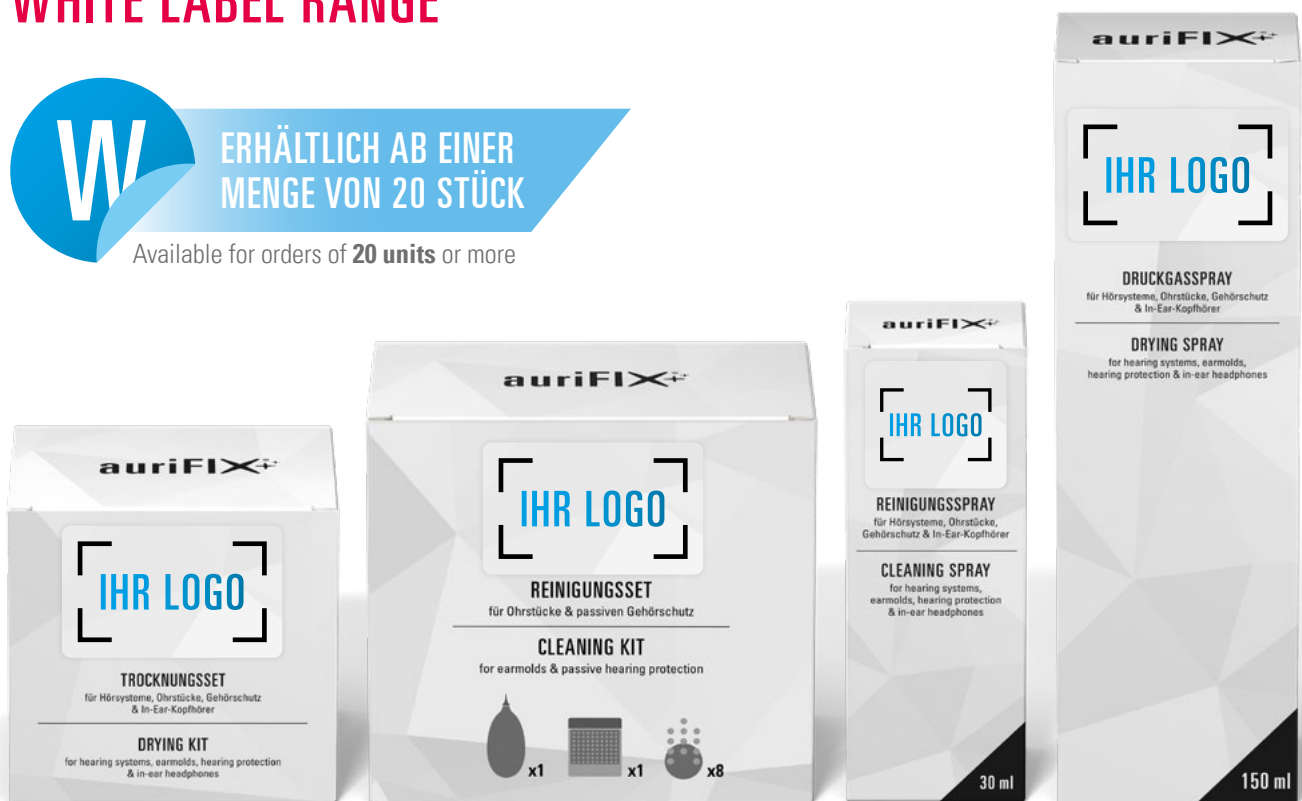 WHITE LABEL RANGE
W
ERHÄLTLICH AB EINER
MENGE VON 20 STÜCK
Available for orders of 20 units or more
auriFIX
IHR LOGO
TROCKNUNGSSET
für Hörsysteme, Ohrstücke, Gehörschutz
& In-Ear-Kopfhörer
DRYING KIT
for hearing systems, earmolds, hearing protection
& in-ear headphones
auriFIX
IHR LOGO
REINIGUNGSSET
für Ohrstücke & passiven Gehörschutz
CLEANING KIT
for earmolds & passive hearing protection
x1 x1 x8
auriFIX
IHR LOGO
REINIGUNGSSPRAY
für Hörsysteme, Ohrstücke,
Gehörschutz & In-Ear-Kopfhörer
CLEANING SPRAY
for hearing systems,
earmolds, hearing protection
& in-ear headphones
30 ml
auriFIX
IHR LOGO
DRUCKGASSPRAY
für Hörsysteme, Ohrstücke, Gehörschutz
& In-Ear-Kopfhörer
DRYING SPRAY
for hearing systems, earmolds,
hearing protection & in-ear headphones
150 ml